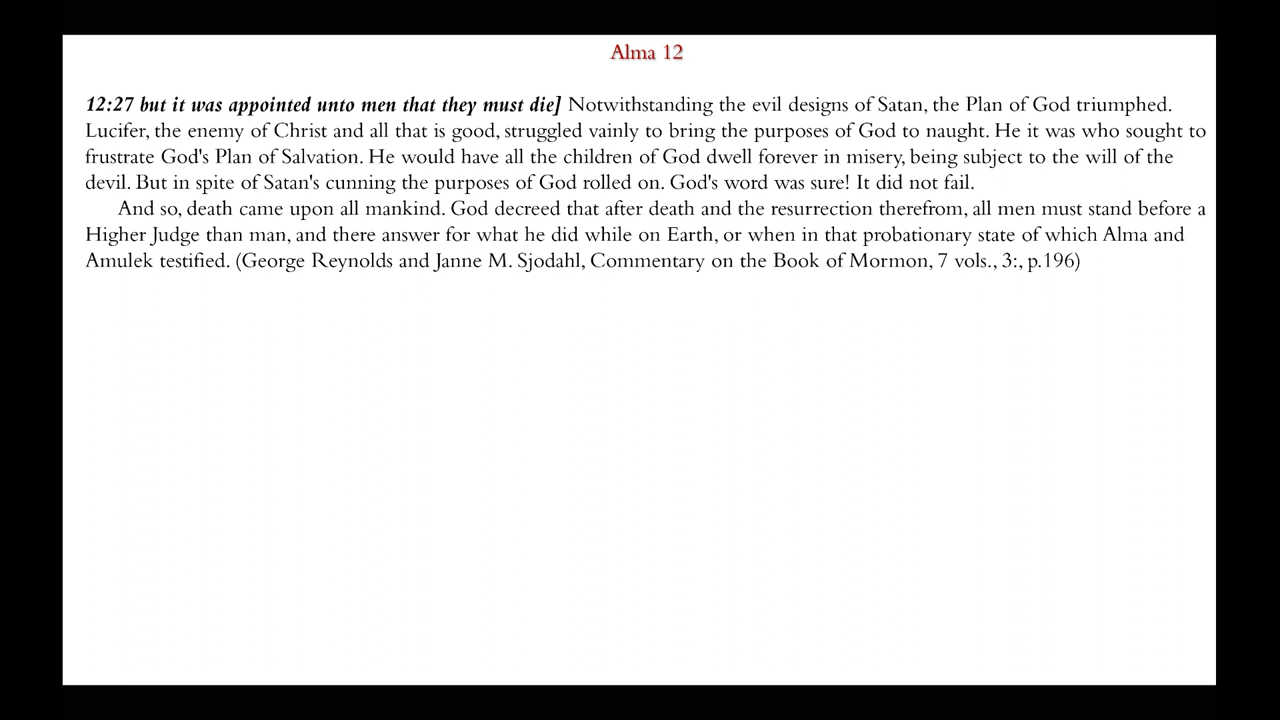 Alma 12
12:27 but it was appointed unto men that they must die] Notwithstanding the evil designs of Satan, the Plan of God triumphed.
Lucifer, the enemy of Christ and all that is good, struggled vainly to bring the purposes of God to naught. He it was who sought to
frustrate God's Plan of Salvation. He would have all the children of God dwell forever in misery, being subject to the will of the
devil. But in spite of Satan's cunning the purposes of God rolled on. God's word was sure! It did not fail.
And so, death came upon all mankind. God decreed that after death and the resurrection therefrom, all men must stand before a
Higher Judge than man, and there answer for what he did while on Earth, or when in that probationary state of which Alma and
Amulek testified. (George Reynolds and Janne M. Sjodahl, Commentary on the Book of Mormon, 7 vols., 3:, p.196)